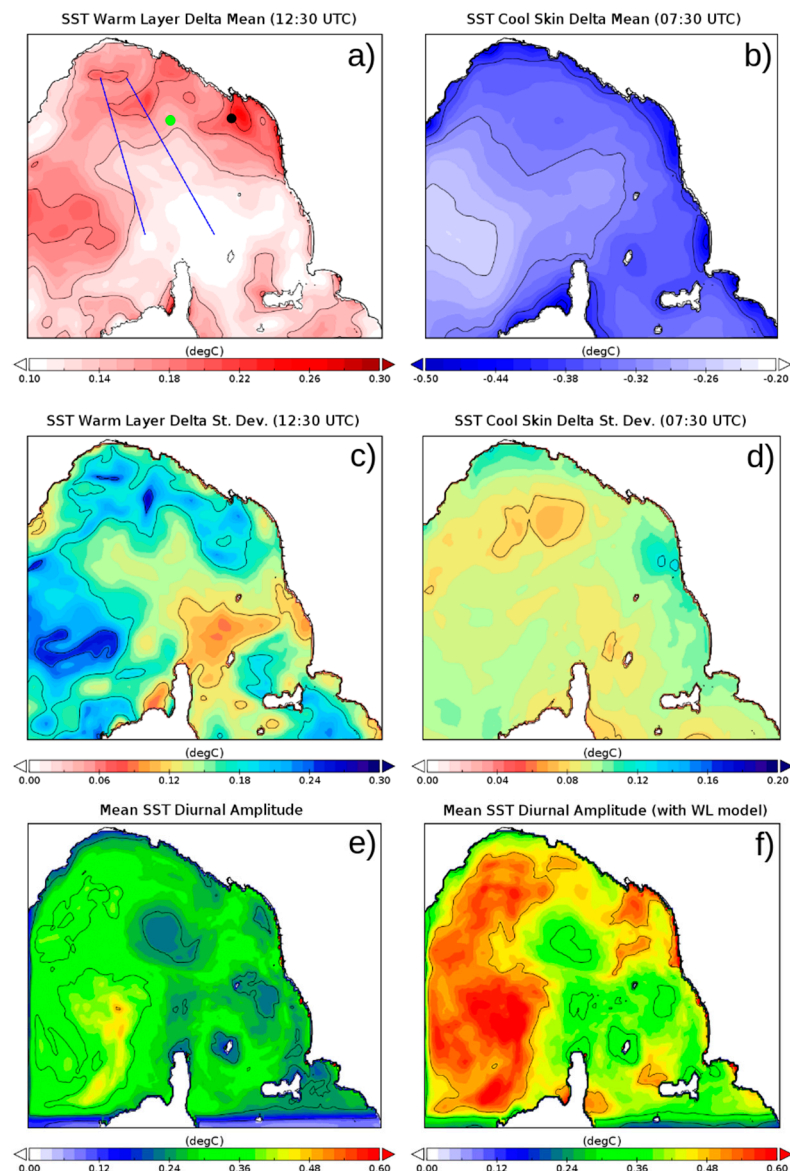 SST Warm Layer Delta Mean (12:30 UTC) SST Cool Skin Delta Mean (07:30 UTC)
a) b)
(degC) (degC)
0.10 0.14 0.18 0.22 0.26 0.30 -0.50 -0.44 -0.38 -0.32 -0.26 -0.20
SST Warm Layer Delta St. Dev. (12:30 UTC) SST Cool Skin Delta St. Dev. (07:30 UTC)
c) d)
(degC) (degC)
0.00 0.06 0.12 0.18 0.24 0.30 0.00 0.04 0.08 0.12 0.16 0.20
Mean SST Diurnal Amplitude Mean SST Diurnal Amplitude (with WL model)
e) f)
(degC) (degC)
0.00 0.12 0.24 0.36 0.48 0.60 0.00 0.12 0.24 0.36 0.48 0.60